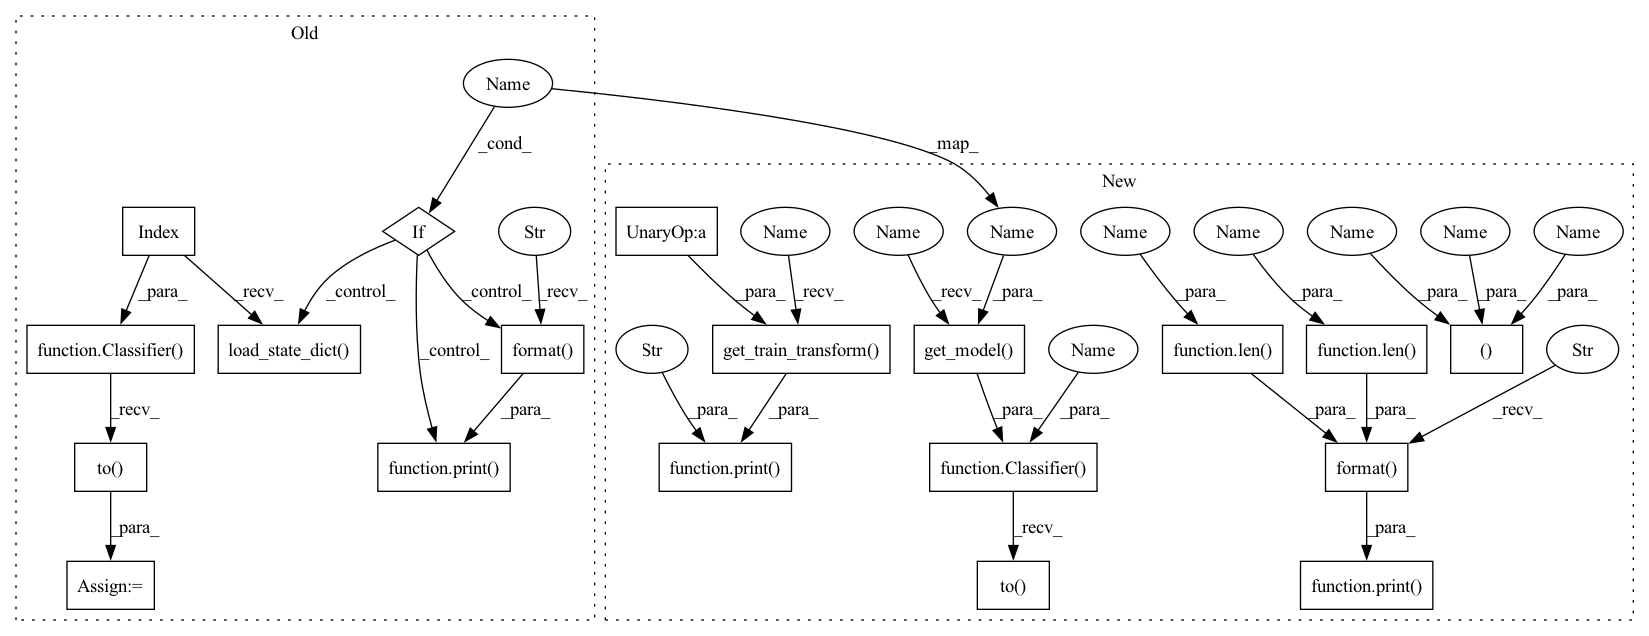 Old
Name
_cond_
_map_
New
Index
If
Str
UnaryOp:a
Name
Name
Name
Name
Name
Name
Name
Name
_para_
_recv_
_control_
_control_
_recv_
_para_
_recv_
_recv_
_para_
_para_
_para_
_para_
_para_
_para_
function.Classifier()
load_state_dict()
_control_
format()
Str
get_train_transform()
get_model()
Name
function.len()
function.len()
()
Str
_recv_
_para_
_para_
_para_
_para_
_para_
_para_
_para_
_recv_
to()
function.print()
function.print()
function.Classifier()
format()
_para_
_recv_
_para_
Assign:=
to()
function.print()